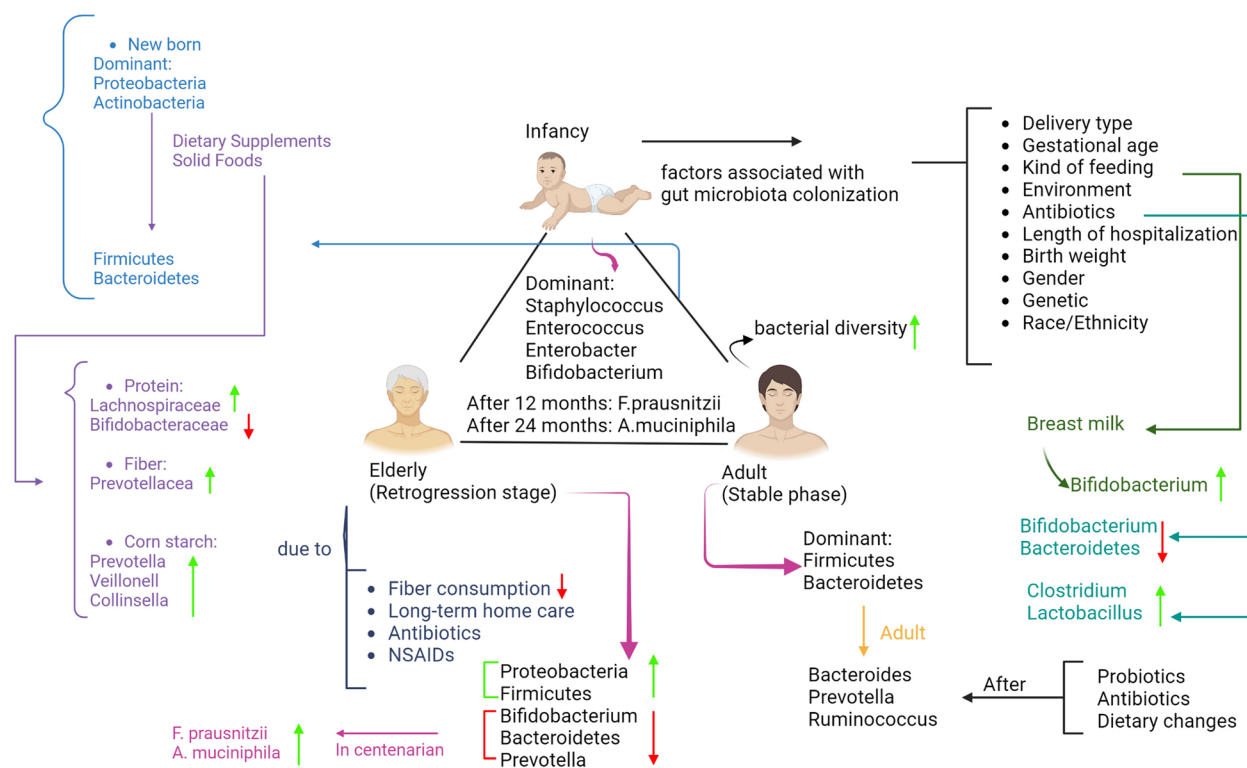 • New born
Dominant:
Proteobacteria
Actinobacteria
Dietary Supplements
Solid Foods
Firmicutes
Bacteroidetes
Infancy
factors associated with
gut microbiota colonization
• Delivery type
• Gestational age
• Kind of feeding
• Environment
• Antibiotics
• Length of hospitalization
• Birth weight
• Gender
• Genetic
• Race/Ethnicity
Dominant:
Staphylococcus
Enterococcus
Enterobacter
Bifidobacterium
After 12 months: F.prausnitzii
After 24 months: A.muciniphila
bacterial diversity
• Protein:
Lachnospiraceae
Bifidobacteraceae
• Fiber:
Prevotellacea
• Corn starch:
Prevotella
Veillonell
Collinsella
Elderly
(Retrogression stage)
due to
• Fiber consumption
• Long-term home care
• Antibiotics
• NSAIDs
Proteobacteria
Firmicutes
Bifidobacterium
Bacteroidetes
Prevotella
In centenarian
F. prausnitzii
A. muciniphila
Adult
(Stable phase)
Dominant:
Firmicutes
Bacteroidetes
Adult
Bacteroides
Prevotella
Ruminococcus
After
Probiotics
Antibiotics
Dietary changes
Breast milk
Bifidobacterium
Bifidobacterium
Bacteroidetes
Clostridium
Lactobacillus